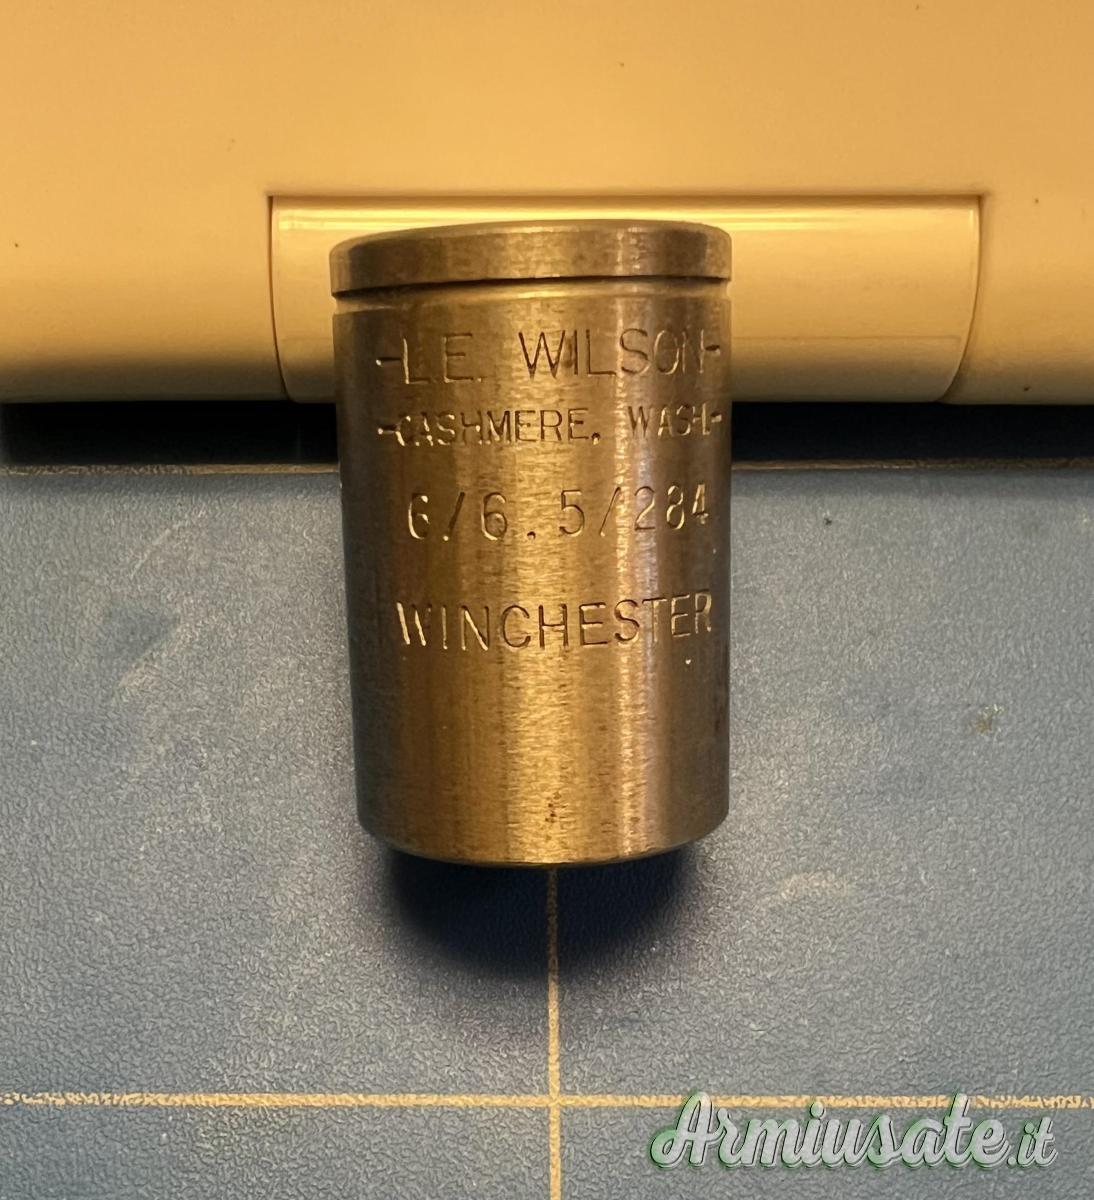 -L.E. WILSON-
-CASHMERE, WASH.-
6/6.5/284
WINCHESTER
Armiusate.it